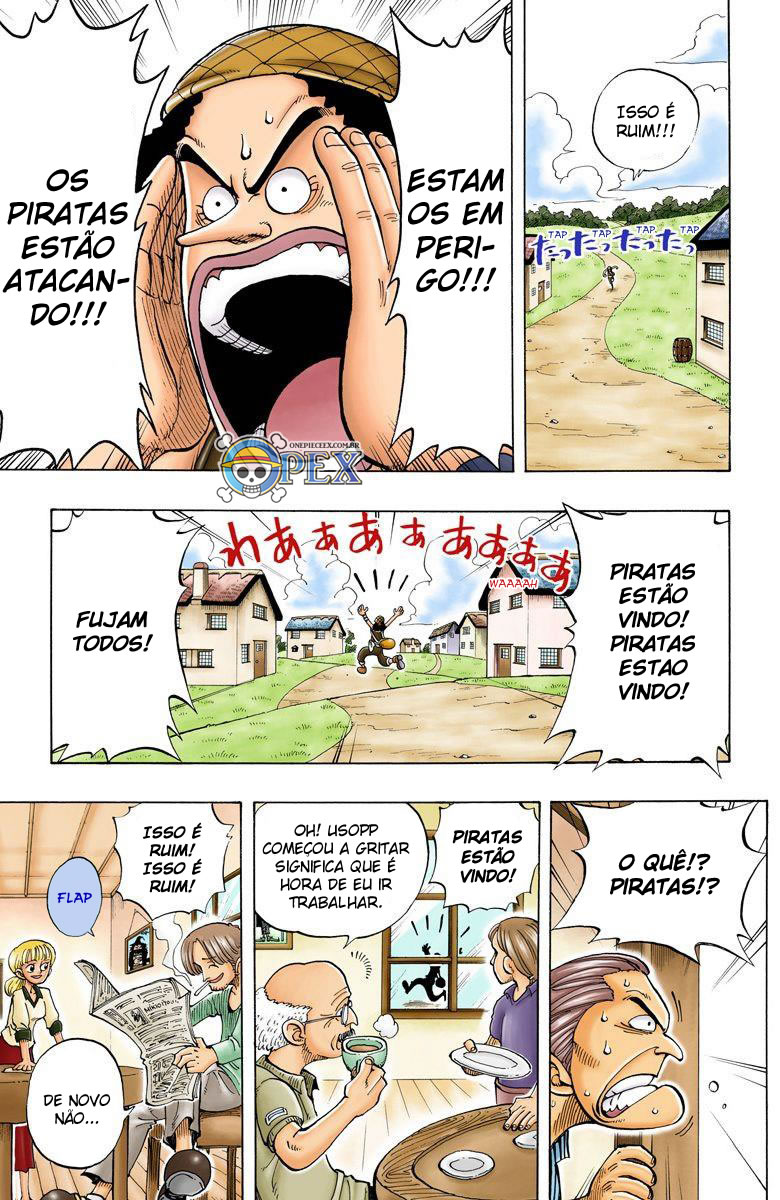 ISSO É
RUIM!!!
TAP TAP TAP TAP
たったったったっ
ESTAM
OS EM
PERI-
GO!!!
OS
PIRATAS
ESTÃO
ATACAN-
DO!!!
ONEPIECEEX.COM.BR
OPEX
PIRATAS
ESTÃO
VINDO!
PIRATAS
ESTAO
VINDO!
わあぁあぁあああぁ
WAAAAH
FUJAM
TODOS!
O QUÊ!?
PIRATAS!?
PIRATAS
ESTÃO
VINDO!
OH! USOPP
COMEÇOU A GRITAR
SIGNIFICA QUE É
HORA DE EU IR
TRABALHAR.
ISSO É
RUIM!
ISSO É
RUIM!
FLAP
DE NOVO
NÃO...